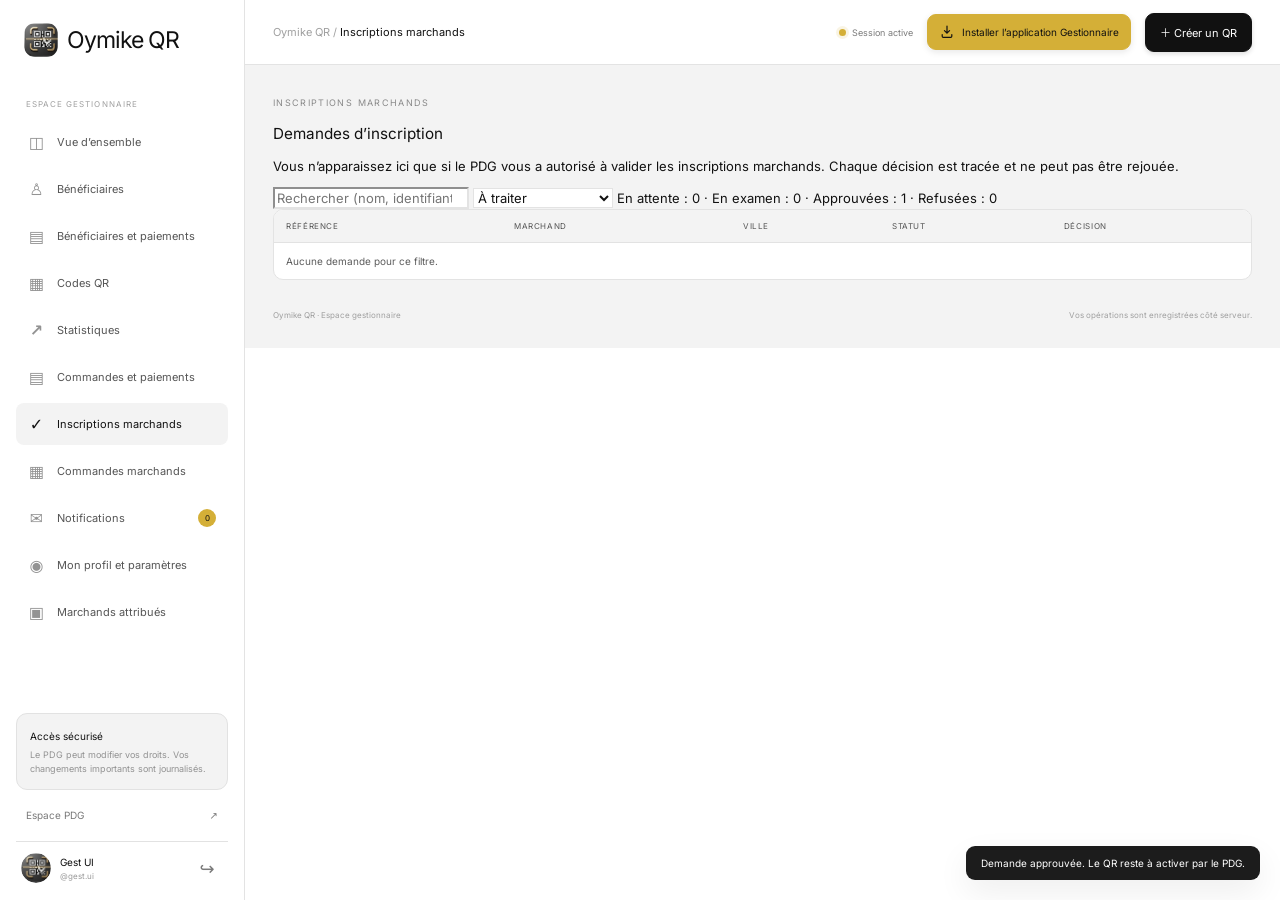 Oymike QR
ESPACE GESTIONNAIRE
Vue d’ensemble
Bénéficiaires
Bénéficiaires et paiements
Codes QR
Statistiques
Commandes et paiements
Inscriptions marchands
Commandes marchands
Notifications 0
Mon profil et paramètres
Marchands attribués
Accès sécurisé
Le PDG peut modifier vos droits. Vos
changements importants sont journalisés.
Espace PDG ↗
Gest UI
@gest.ui
Oymike QR / Inscriptions marchands
Session active
Installer l’application Gestionnaire
+ Créer un QR
INSCRIPTIONS MARCHANDS
Demandes d’inscription
Vous n’apparaissez ici que si le PDG vous a autorisé à valider les inscriptions marchands. Chaque décision est tracée et ne peut pas être rejouée.
Rechercher (nom, identifiant À traiter En attente : 0 · En examen : 0 · Approuvées : 1 · Refusées : 0
RÉFÉRENCE MARCHAND VILLE STATUT DÉCISION
Aucune demande pour ce filtre.
Oymike QR · Espace gestionnaire Vos opérations sont enregistrées côté serveur.
Demande approuvée. Le QR reste à activer par le PDG.